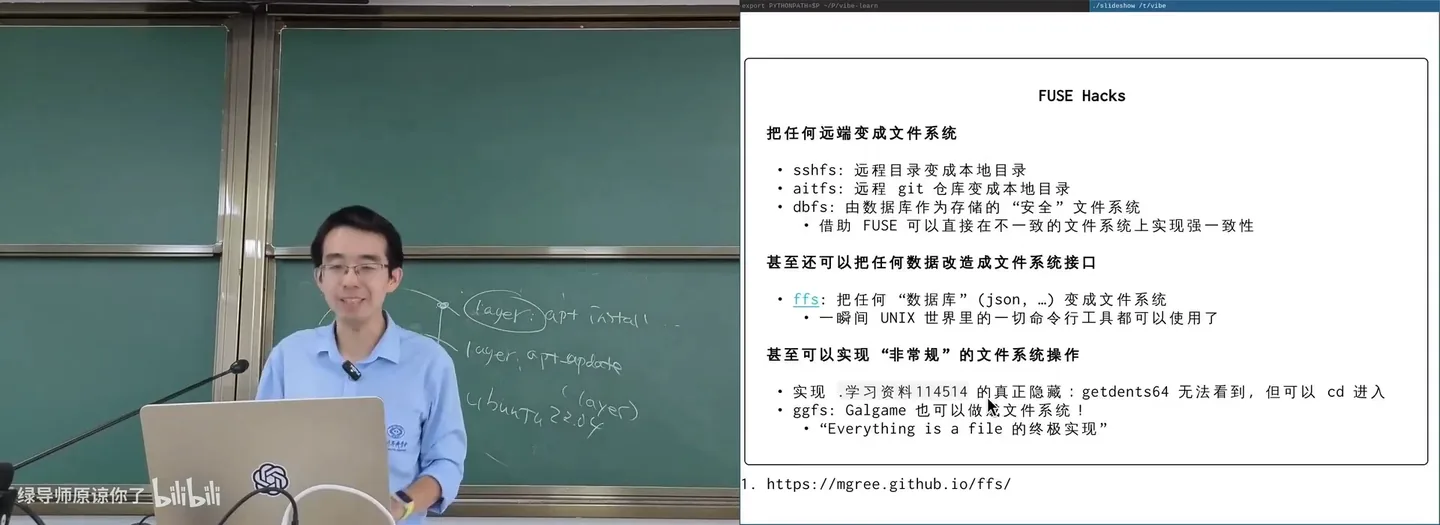 export PYTHONPATH=$P ~/P/vibe-learn
./slideshow /t/vibe
FUSE Hacks
把任何远端变成文件系统
• sshfs: 远程目录变成本地目录
• aitfs: 远程 git 仓库变成本地目录
• dbfs: 由数据库作为存储的 “安全” 文件系统
• 借助 FUSE 可以直接在不一致的文件系统上实现强一致性
甚至还可以把任何数据改造成文件系统接口
• ffs: 把任何 “数据库” (json, …) 变成文件系统
• 一瞬间 UNIX 世界里的一切命令行工具都可以使用了
甚至可以实现 “非常规” 的文件系统操作
• 实现 .学习资料114514 的真正隐藏：getdents64 无法看到，但可以 cd 进入
• ggfs: Galgame 也可以做成文件系统！
• “Everything is a file 的终极实现”
1. https://mgree.github.io/ffs/
layer: apt install ...
layer: apt update
(layer)
ubuntu 22.04
绿导师原谅你了 bilibili